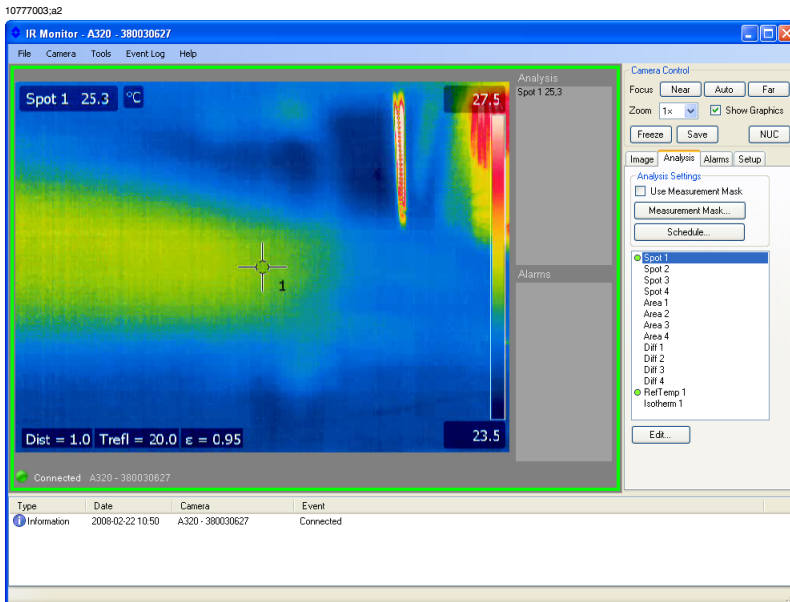 10777003;a2
IR Monitor - A320 - 380030627
File Camera Tools Event Log Help
Spot 1 25.3 °C
27.5
1
Dist = 1.0 Trefl = 20.0 ε = 0.95
23.5
Connected A320 - 380030627
Analysis
Spot 1 25,3
Alarms
Camera Control
Focus Near Auto Far
Zoom 1× Show Graphics
Freeze Save NUC
Image Analysis Alarms Setup
Analysis Settings
Use Measurement Mask
Measurement Mask...
Schedule...
Spot 1
Spot 2
Spot 3
Spot 4
Area 1
Area 2
Area 3
Area 4
Diff 1
Diff 2
Diff 3
Diff 4
RefTemp 1
Isotherm 1
Edit...
Type Date Camera Event
Information 2008-02-22 10:50 A320 - 380030627 Connected